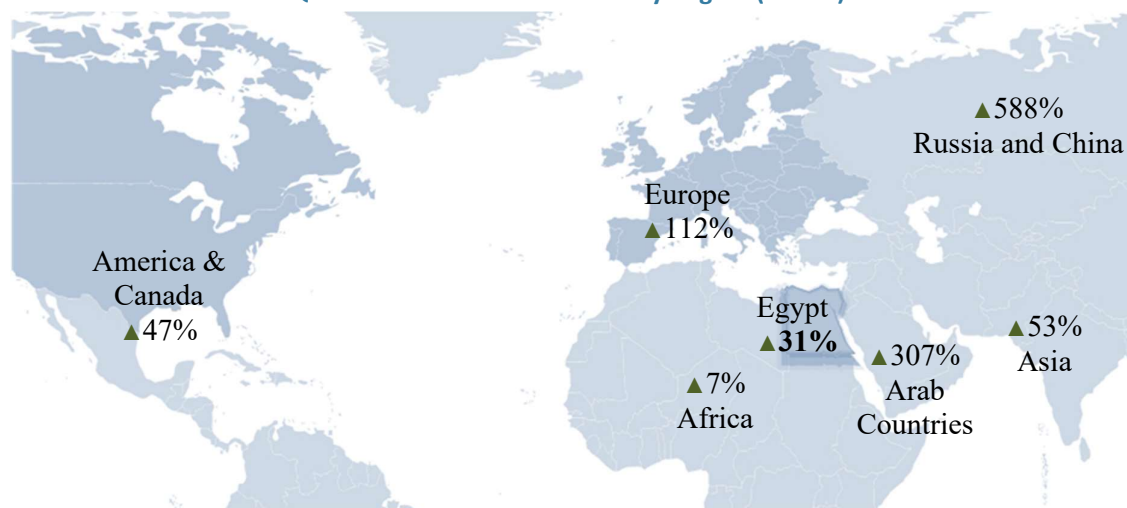 ▲588%
Russia and China
Europe
▲112%
America &
Canada
▲47%
Egypt
▲31%
▲53%
Asia
▲307%
Arab
Countries
▲7%
Africa